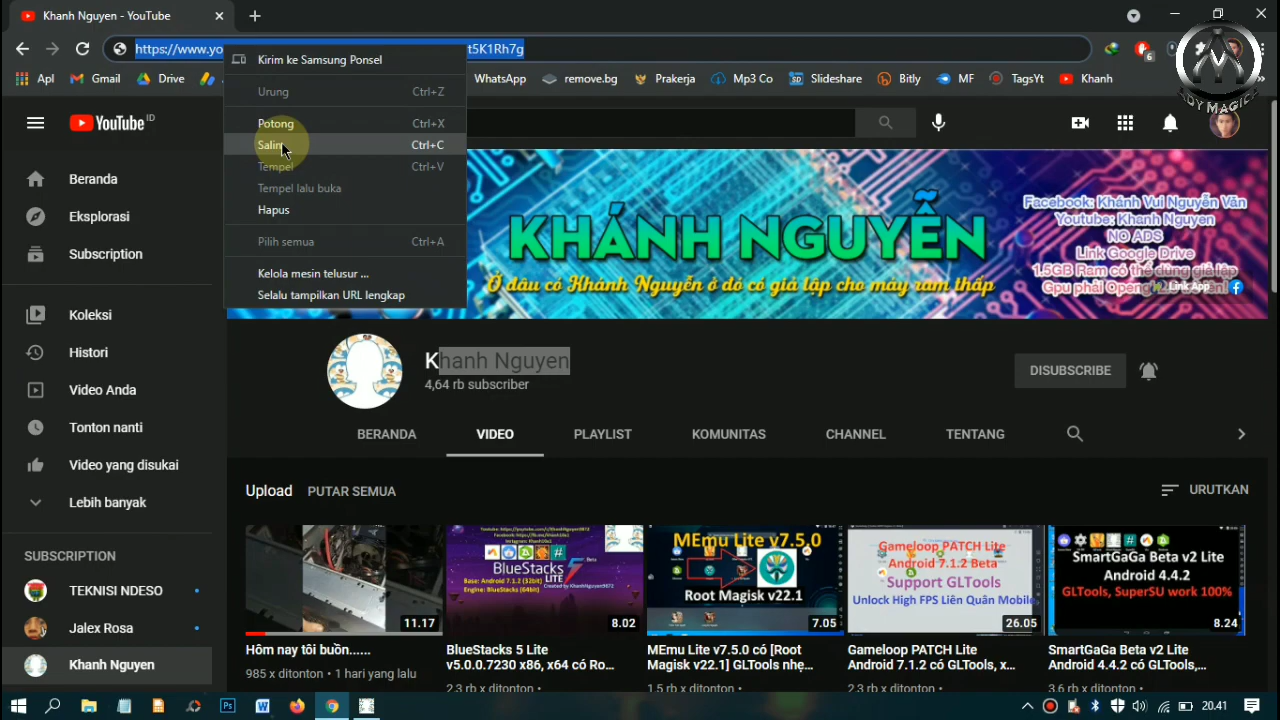 Khanh Nguyen - YouTube
https://www.yo
t5K1Rh7g
6
Apl
Gmail
Drive
WhatsApp
remove.bg
Prakerja
Mp3 Co
Slideshare
Bitly
MF
TagsYt
Khanh
Kirim ke Samsung Ponsel
Urung Ctrl+Z
Potong Ctrl+X
Salin Ctrl+C
Tempel Ctrl+V
Tempel lalu buka
Hapus
Pilih semua Ctrl+A
Kelola mesin telusur ...
Selalu tampilkan URL lengkap
YouTube ID
Beranda
Eksplorasi
Subscription
Koleksi
Histori
Video Anda
Tonton nanti
Video yang disukai
Lebih banyak
SUBSCRIPTION
TEKNISI NDESO
Jalex Rosa
Khanh Nguyen
KHÁNH NGUYỄN
Ở đâu có Khánh Nguyễn ở đó có giả lập cho máy ram thấp
Facebook: Khánh Vui Nguyễn Văn
Youtube: Khanh Nguyen
NO ADS
Link Google Drive
1.5GB Ram có thể dùng giả lập
Link App
Khanh Nguyen
4,64 rb subscriber
DISUBSCRIBE
BERANDA
VIDEO
PLAYLIST
KOMUNITAS
CHANNEL
TENTANG
Upload
PUTAR SEMUA
URUTKAN
11.17
Hôm nay tôi buồn......
985 x ditonton • 1 hari yang lalu
BlueStacks
LITE
Beta
Base: Android 7.1.2 (32bit)
Engine: BlueStacks (64bit)
8.02
BlueStacks 5 Lite
v5.0.0.7230 x86, x64 có Ro...
2.3 rb x ditonton •
MEmu Lite v7.5.0
Root Magisk v22.1
7.05
MEmu Lite v7.5.0 có [Root
Magisk v22.1] GLTools nhẹ...
1.5 rb x ditonton •
Gameloop PATCH Lite
Android 7.1.2 Beta
Support GLTools
Unlock High FPS Liên Quân Mobile
26.05
Gameloop PATCH Lite
Android 7.1.2 có GLTools, x...
2.3 rb x ditonton •
SmartGaGa Beta v2 Lite
Android 4.4.2
GLTools, SuperSU work 100%
8.24
SmartGaGa Beta v2 Lite
Android 4.4.2 có GLTools,...
3.6 rb x ditonton •
20.41